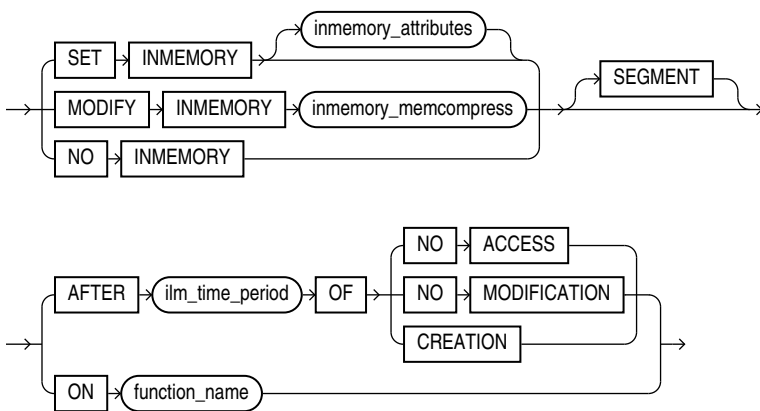 inmemory_attributes
SET INMEMORY
SEGMENT
MODIFY INMEMORY inmemory_memcompress
NO INMEMORY
NO ACCESS
AFTER ilm_time_period OF NO MODIFICATION
CREATION
ON function_name